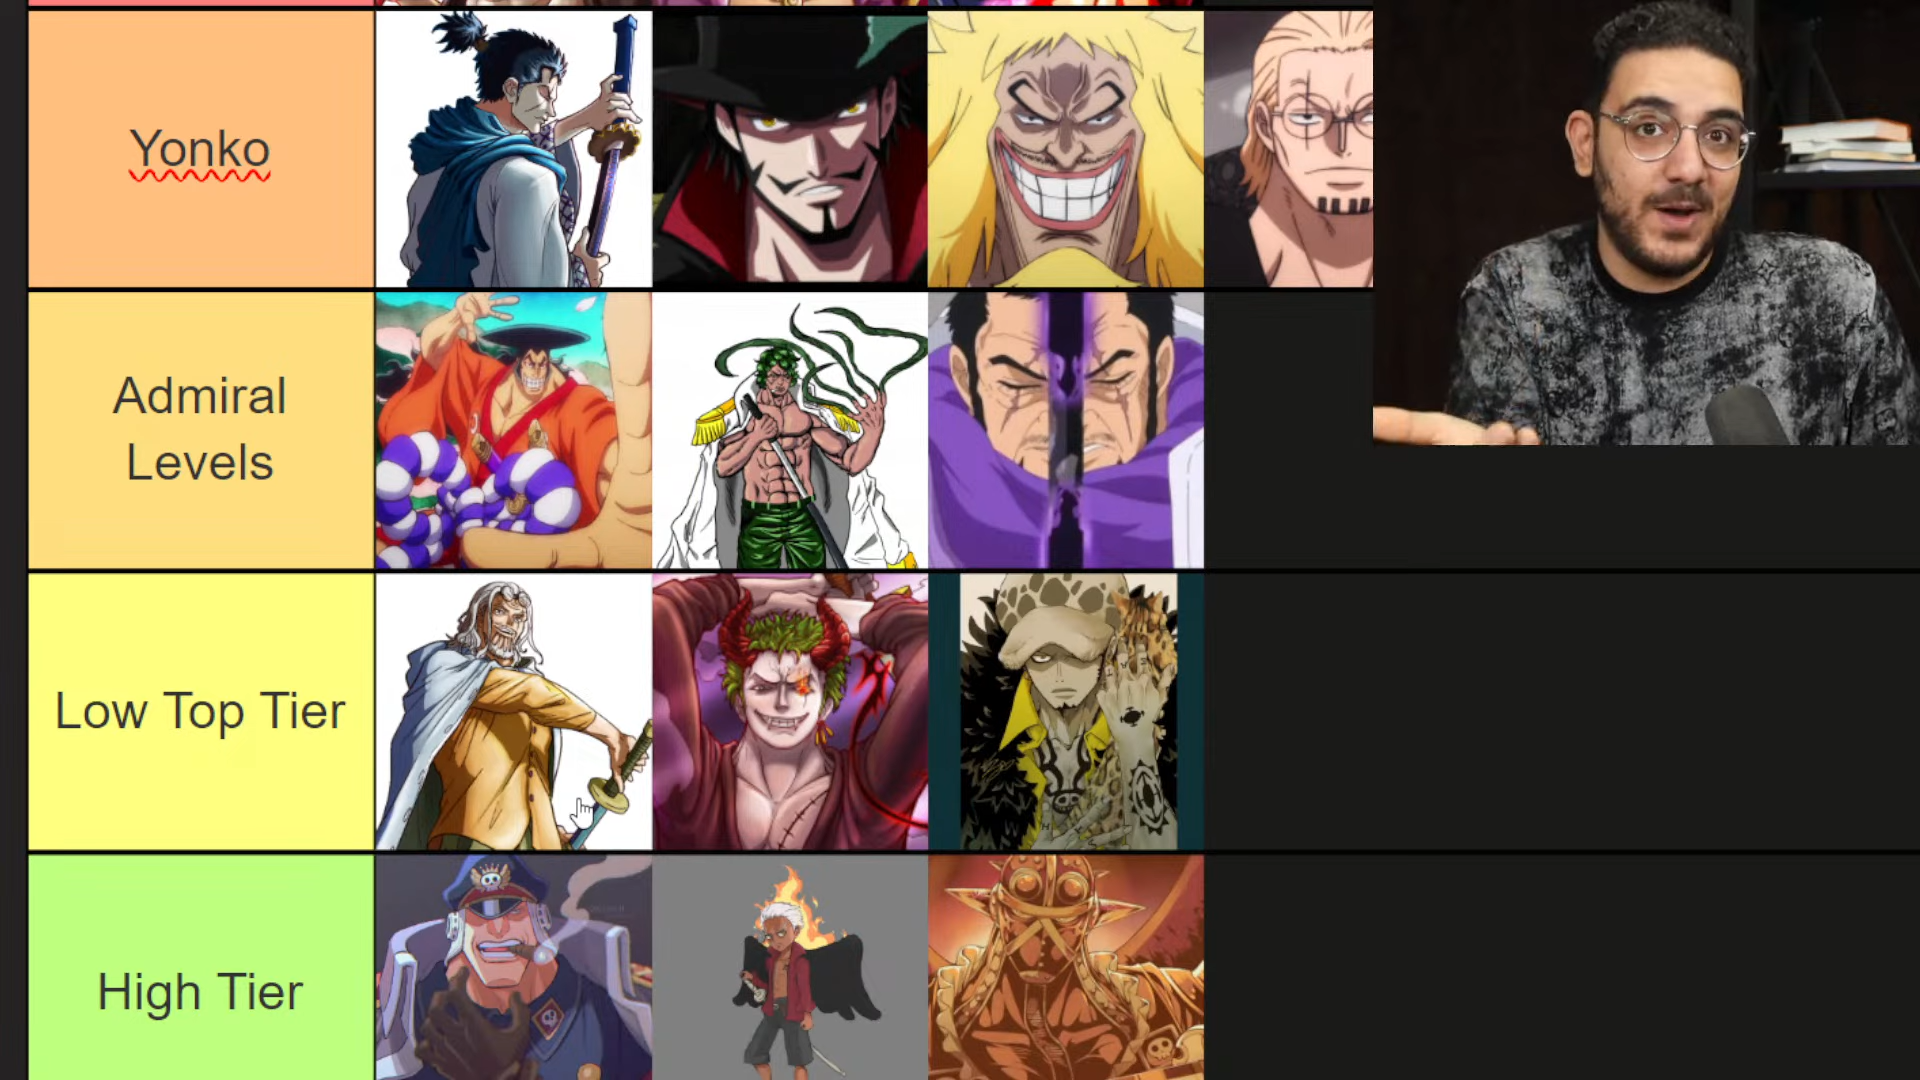 Yonko
Admiral
Levels
Low Top Tier
High Tier